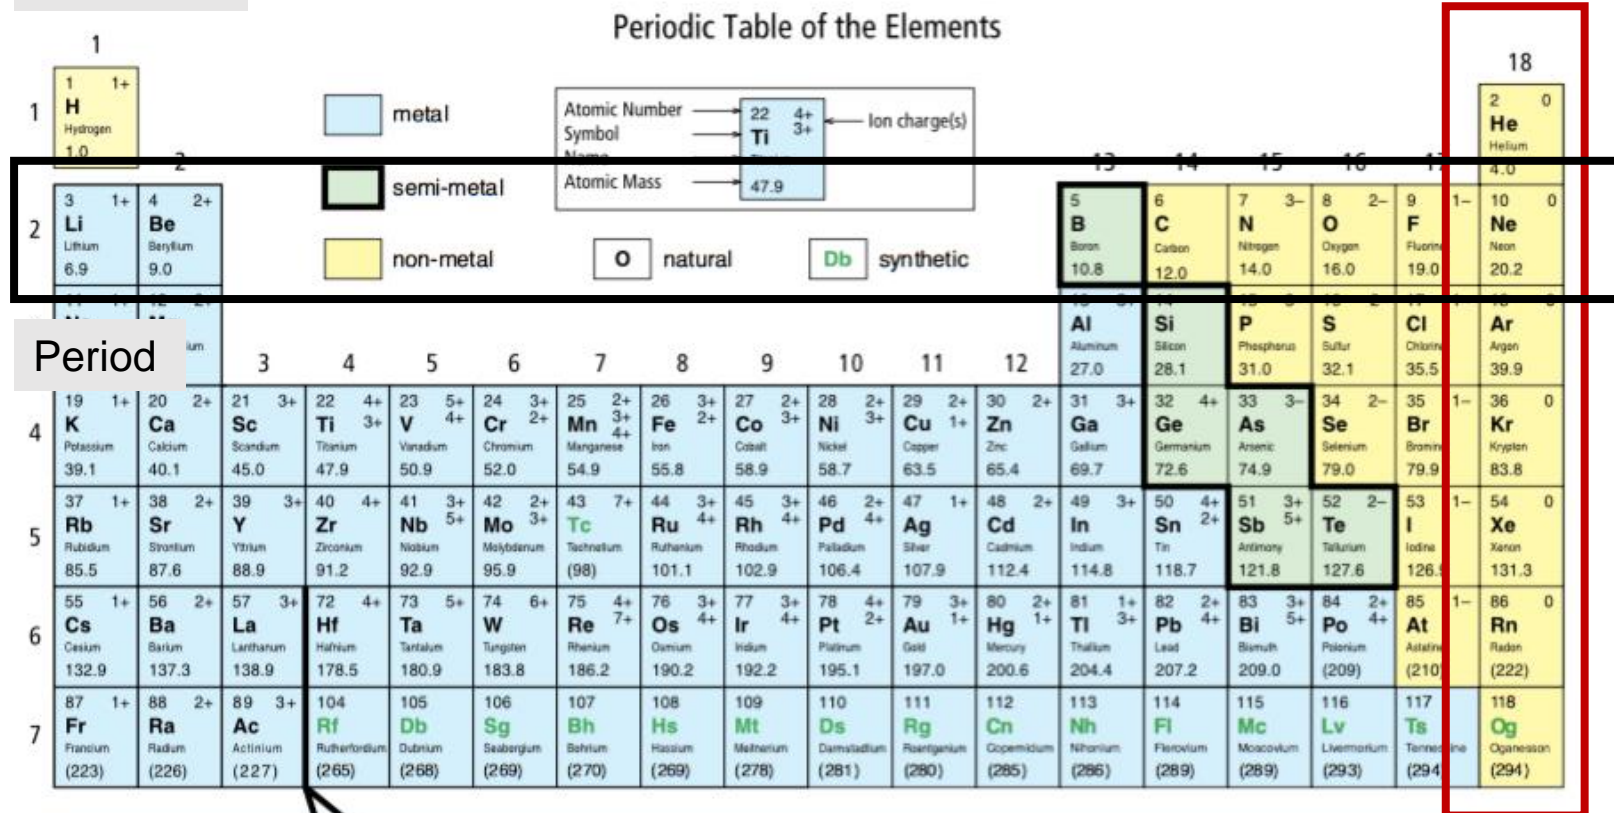 Periodic Table of the Elements
1
18
1 1+
H
Hydrogen
1.0
2 0
He
Helium
4.0
metal
semi-metal
non-metal
Atomic Number
Symbol
Atomic Mass
22 4+
Ti 3+
47.9
Ion charge(s)
O natural
Db synthetic
1
2
2
13 14 15 16
3 1+ 4 2+ 5 6 7 3– 8 2– 9 1– 10 0
Li Be B C N O F Ne
Lithium Beryllium Boron Carbon Nitrogen Oxygen Fluorine Neon
6.9 9.0 10.8 12.0 14.0 16.0 19.0 20.2
Period
3 4 5 6 7 8 9 10 11 12
Al Si P S Cl Ar
Aluminum Silicon Phosphorus Sulfur Chlorine Argon
27.0 28.1 31.0 32.1 35.5 39.9
4
19 1+ 20 2+ 21 3+ 22 4+ 23 5+ 24 3+ 25 2+ 26 3+ 27 2+ 28 2+ 29 2+ 30 2+ 31 3+ 32 4+ 33 3– 34 2– 35 1– 36 0
K Ca Sc Ti 3+ V 4+ Cr 2+ Mn 3+ 4+ Fe 2+ Co 3+ Ni 3+ Cu 1+ Zn Ga Ge As Se Br Kr
Potassium Calcium Scandium Titanium Vanadium Chromium Manganese Iron Cobalt Nickel Copper Zinc Gallium Germanium Arsenic Selenium Bromine Krypton
39.1 40.1 45.0 47.9 50.9 52.0 54.9 55.8 58.9 58.7 63.5 65.4 69.7 72.6 74.9 79.0 79.9 83.8
5
37 1+ 38 2+ 39 3+ 40 4+ 41 3+ 42 2+ 43 7+ 44 3+ 45 3+ 46 2+ 47 1+ 48 2+ 49 3+ 50 4+ 51 3+ 52 2– 53 1– 54 0
Rb Sr Y Zr Nb 5+ Mo 3+ Tc Ru 4+ Rh 4+ Pd 4+ Ag Cd In Sn 2+ Sb 5+ Te I Xe
Rubidium Strontium Yttrium Zirconium Niobium Molybdenum Technetium Ruthenium Rhodium Palladium Silver Cadmium Indium Tin Antimony Tellurium Iodine Xenon
85.5 87.6 88.9 91.2 92.9 95.9 (98) 101.1 102.9 106.4 107.9 112.4 114.8 118.7 121.8 127.6 126.9 131.3
6
55 1+ 56 2+ 57 3+ 72 4+ 73 5+ 74 6+ 75 4+ 76 3+ 77 3+ 78 4+ 79 3+ 80 2+ 81 1+ 82 2+ 83 3+ 84 2+ 85 1– 86 0
Cs Ba La Hf Ta W Re 7+ Os 4+ Ir 4+ Pt 2+ Au 1+ Hg 1+ Tl 3+ Pb 4+ Bi 5+ Po 4+ At Rn
Cesium Barium Lanthanum Hafnium Tantalum Tungsten Rhenium Osmium Iridium Platinum Gold Mercury Thallium Lead Bismuth Polonium Astatine Radon
132.9 137.3 138.9 178.5 180.9 183.8 186.2 190.2 192.2 195.1 197.0 200.6 204.4 207.2 209.0 (209) (210) (222)
7
87 1+ 88 2+ 89 3+ 104 105 106 107 108 109 110 111 112 113 114 115 116 117 118
Fr Ra Ac Rf Db Sg Bh Hs Mt Ds Rg Cn Nh Fl Mc Lv Ts Og
Francium Radium Actinium Rutherfordium Dubnium Seaborgium Bohrium Hassium Meitnerium Darmstadtium Roentgenium Copernicium Nihonium Flerovium Moscovium Livermorium Tennessine Oganesson
(223) (226) (227) (265) (268) (269) (270) (269) (278) (281) (280) (285) (286) (289) (289) (293) (294) (294)